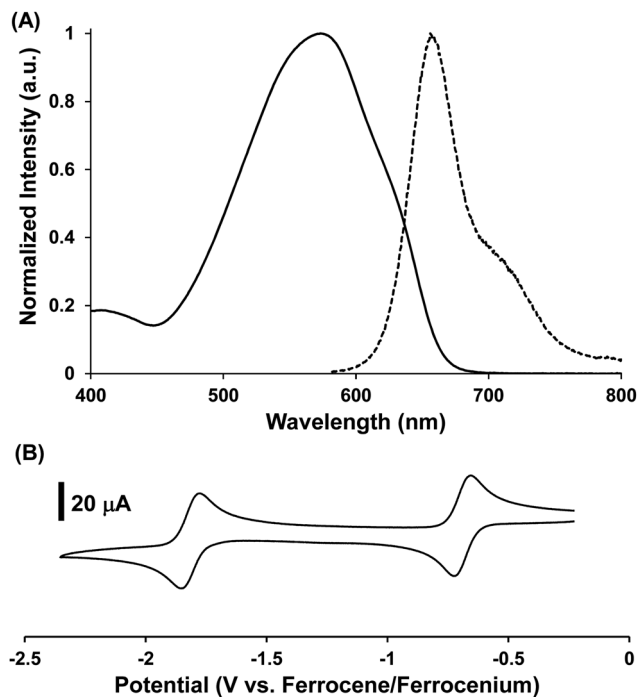 (A)
Normalized Intensity (a.u.)
1
0.8
0.6
0.4
0.2
0
400
500
600
700
800
Wavelength (nm)
(B)
20 μA
-2.5
-2
-1.5
-1
-0.5
0
Potential (V vs. Ferrocene/Ferrocenium)